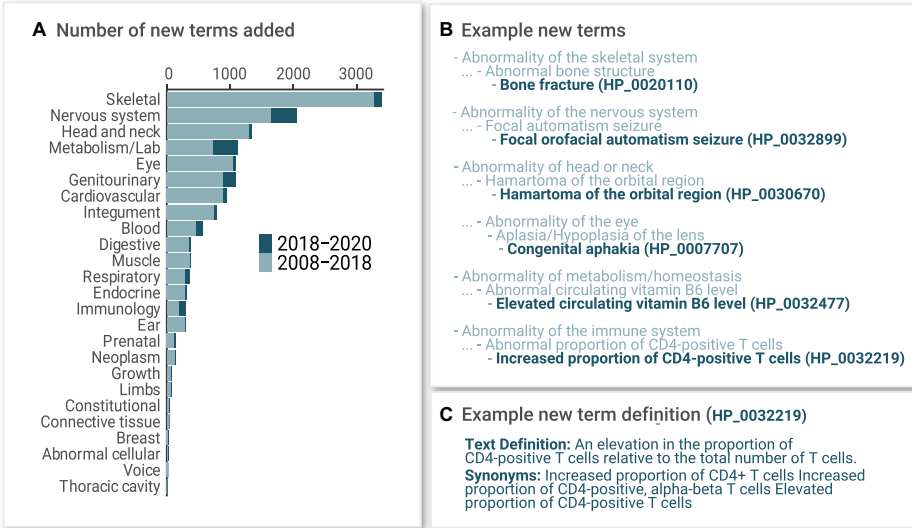 A Number of new terms added
0 1000 2000 3000
Skeletal
Nervous system
Head and neck
Metabolism/Lab
Eye
Genitourinary
Cardiovascular
Integument
Blood
Digestive
Muscle
Respiratory
Endocrine
Immunology
Ear
Prenatal
Neoplasm
Growth
Limbs
Constitutional
Connective tissue
Breast
Abnormal cellular
Voice
Thoracic cavity
2018–2020
2008–2018
B Example new terms
- Abnormality of the skeletal system
... - Abnormal bone structure
- Bone fracture (HP_0020110)
- Abnormality of the nervous system
... - Focal automatism seizure
- Focal orofacial automatism seizure (HP_0032899)
- Abnormality of head or neck
... - Hamartoma of the orbital region
- Hamartoma of the orbital region (HP_0030670)
... - Abnormality of the eye
- Aplasia/Hypoplasia of the lens
- Congenital aphakia (HP_0007707)
- Abnormality of metabolism/homeostasis
... - Abnormal circulating vitamin B6 level
- Elevated circulating vitamin B6 level (HP_0032477)
- Abnormality of the immune system
... - Abnormal proportion of CD4-positive T cells
- Increased proportion of CD4-positive T cells (HP_0032219)
C Example new term definition (HP_0032219)
Text Definition: An elevation in the proportion of
CD4-positive T cells relative to the total number of T cells.
Synonyms: Increased proportion of CD4+ T cells Increased
proportion of CD4-positive, alpha-beta T cells Elevated
proportion of CD4-positive T cells